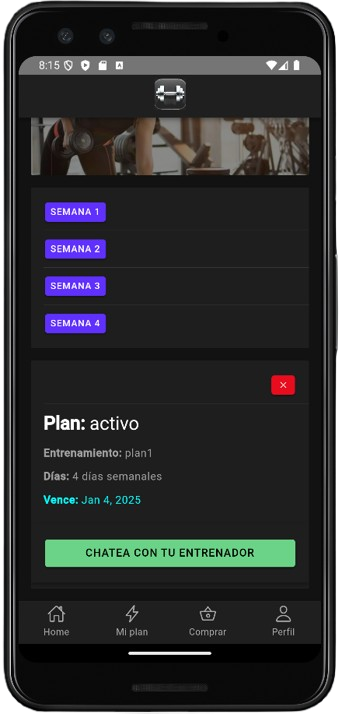 8:15
SEMANA 1
SEMANA 2
SEMANA 3
SEMANA 4
Plan: activo
Entrenamiento: plan1
Días: 4 días semanales
Vence: Jan 4, 2025
CHATEA CON TU ENTRENADOR
Home Mi plan Comprar Perfil